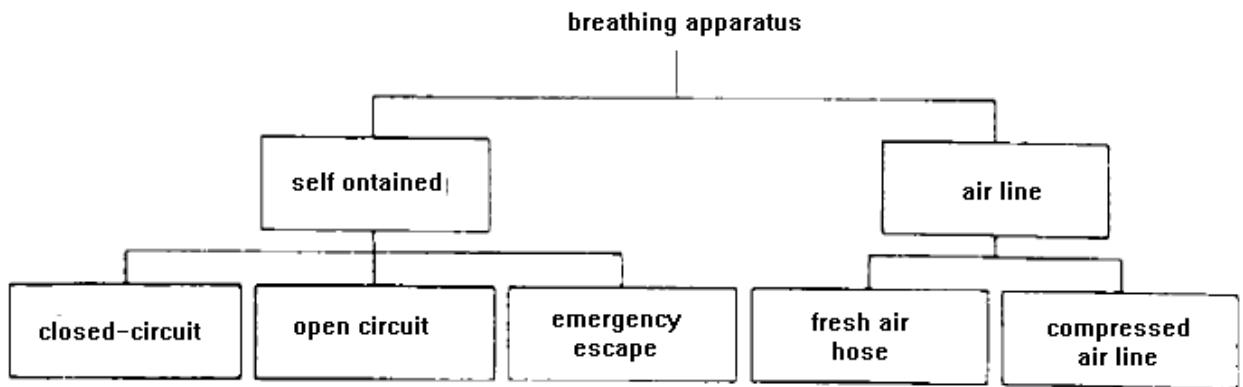 breathing apparatus
self ontained
air line
closed-circuit
open circuit
emergency
escape
fresh air
hose
compressed
air line